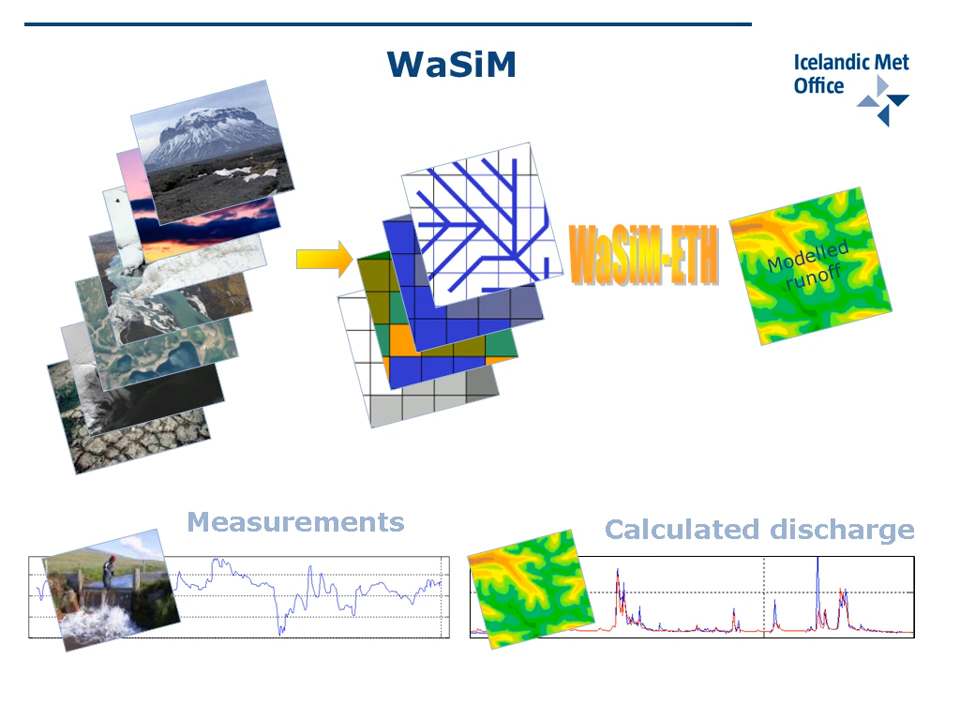 WaSiM
Icelandic Met
Office
WaSiM-ETH
Modelled
runoff
Measurements
Calculated discharge